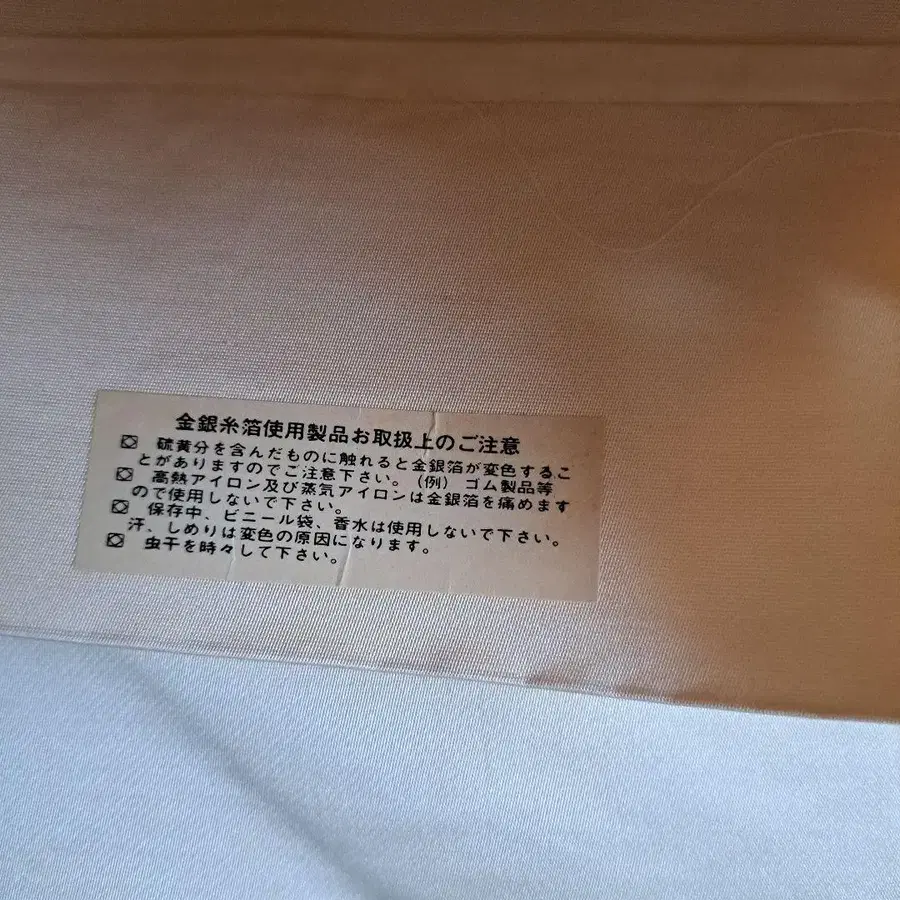 金銀糸箔使用製品お取扱上のご注意
硫黄分を含んだものに触れると金銀箔が変色するこ
とがありますのでご注意下さい。(例) ゴム製品等
高熱アイロン及び蒸気アイロンは金銀箔を痛めます
ので使用しないで下さい。
保存中、ビニール袋、香水は使用しないで下さい。
汗、しめりは変色の原因になります。
虫干を時々して下さい。